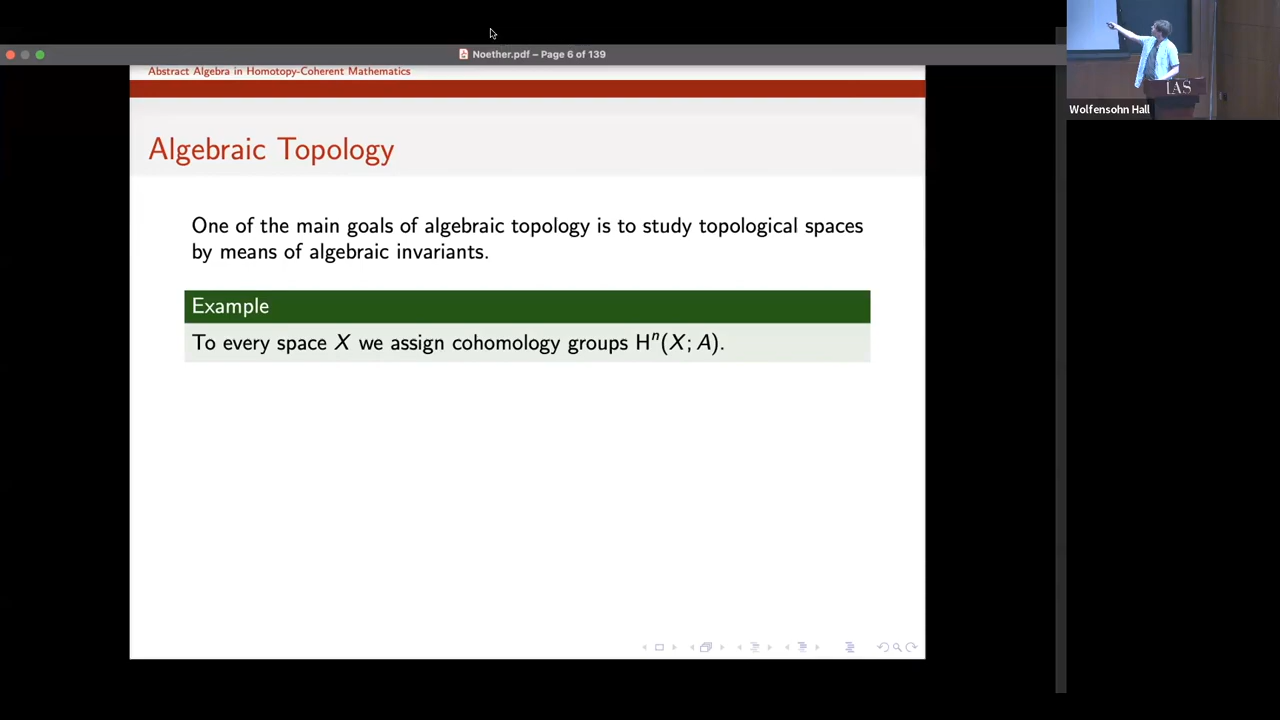 Noether.pdf – Page 6 of 139
Abstract Algebra in Homotopy-Coherent Mathematics
Algebraic Topology
One of the main goals of algebraic topology is to study topological spaces
by means of algebraic invariants.
Example
To every space X we assign cohomology groups Hⁿ(X; A).
IAS
Wolfensohn Hall